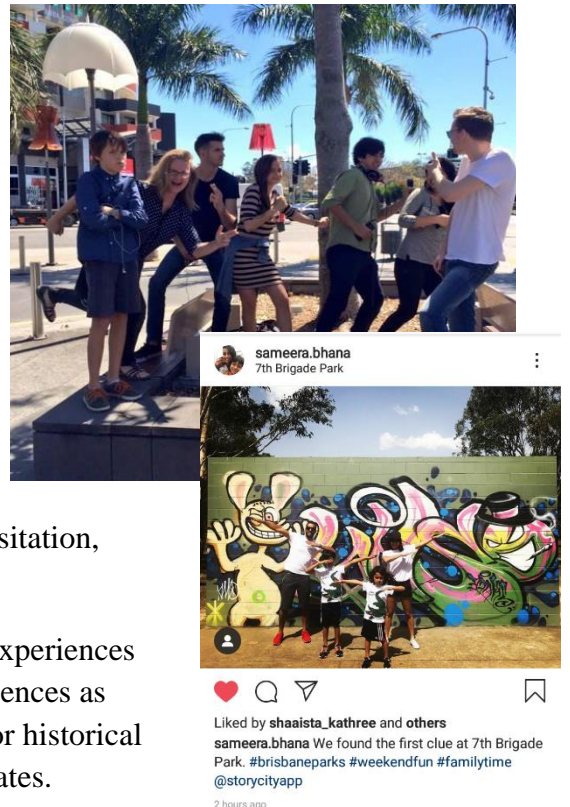 sameera.bhana
7th Brigade Park
sitation,
xperiences
ences as
or historical
ates.
Liked by shaaista_kathree and others
sameera.bhana We found the first clue at 7th Brigade
Park. #brisbaneparks #weekendfun #familytime
@storycityapp
2 hours ago